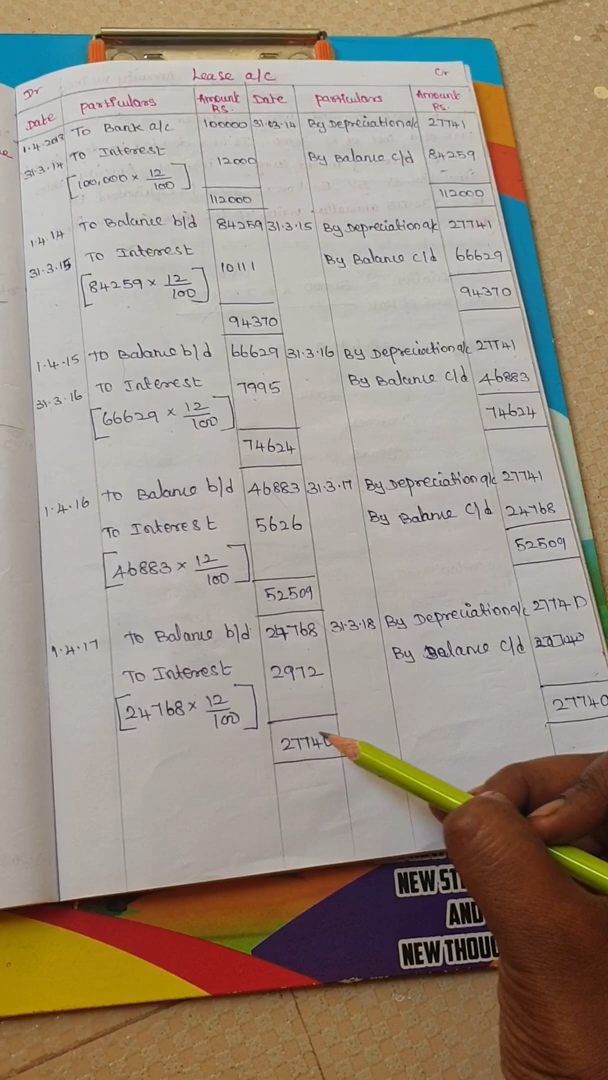 Dr Lease a/c Cr
Date particulars Amount Rs. Date particulars Amount Rs.
1.4.2013 To Bank a/c 100000 31.03.14 By Depreciation a/c 27741
31.3.14 To Interest 12000 By Balance c/d 84259
[100,000 × 12/100]
112000 112000
1.4.14 To Balance b/d 84259 31.3.15 By Depreciation a/c 27741
31.3.15 To Interest 10111 By Balance c/d 66629
[84259 × 12/100]
94370 94370
1.4.15 To Balance b/d 66629 31.3.16 By Depreciation a/c 27741
31.3.16 To Interest 7995 By Balance c/d 46883
[66629 × 12/100]
74624 74624
1.4.16 To Balance b/d 46883 31.3.17 By Depreciation a/c 27741
To Interest 5626 By Balance c/d 24768
[46883 × 12/100]
52509 52509
1.4.17 To Balance b/d 24768 31.3.18 By Depreciation a/c 27740
To Interest 2972 By Balance c/d
[24768 × 12/100]
27740 27740
NEW ST
AND
NEW THOU